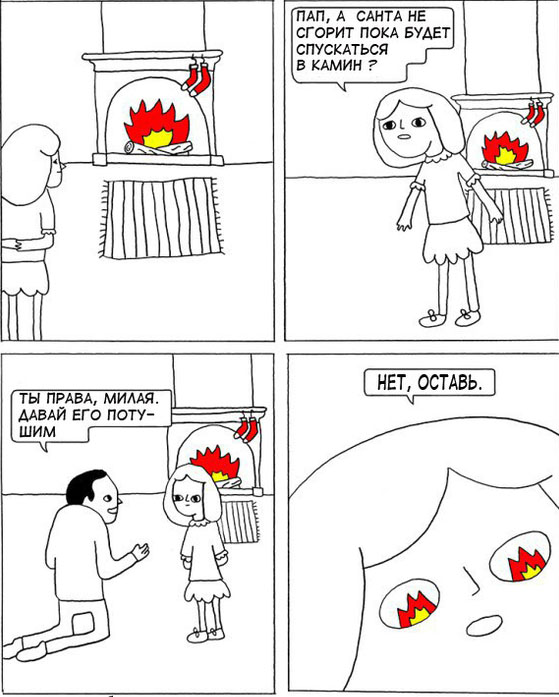 ПАП, А САНТА НЕ
СГОРИТ ПОКА БУДЕТ
СПУСКАТЬСЯ
В КАМИН ?
ТЫ ПРАВА, МИЛАЯ.
ДАВАЙ ЕГО ПОТУ-
ШИМ
НЕТ, ОСТАВЬ.